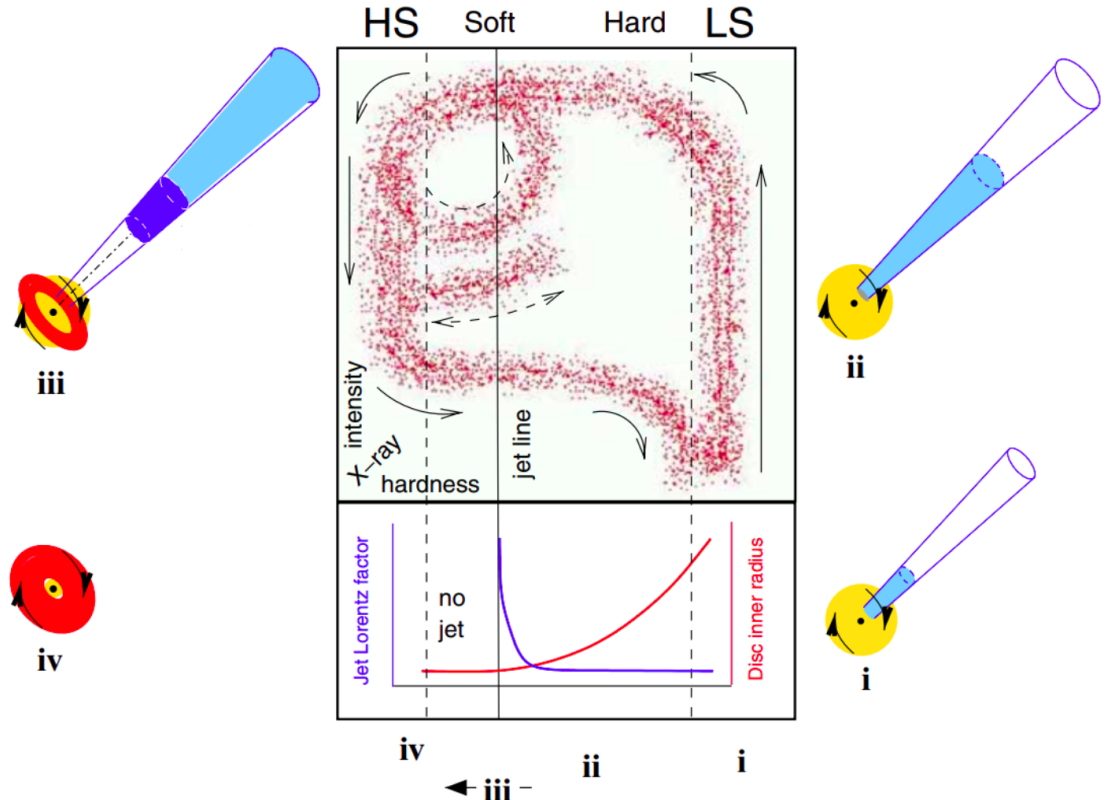 HS Soft Hard LS
iii
ii
intensity
X-ray
hardness
jet line
Jet Lorentz factor
no
jet
Disc inner radius
iv
i
iv iii ii i